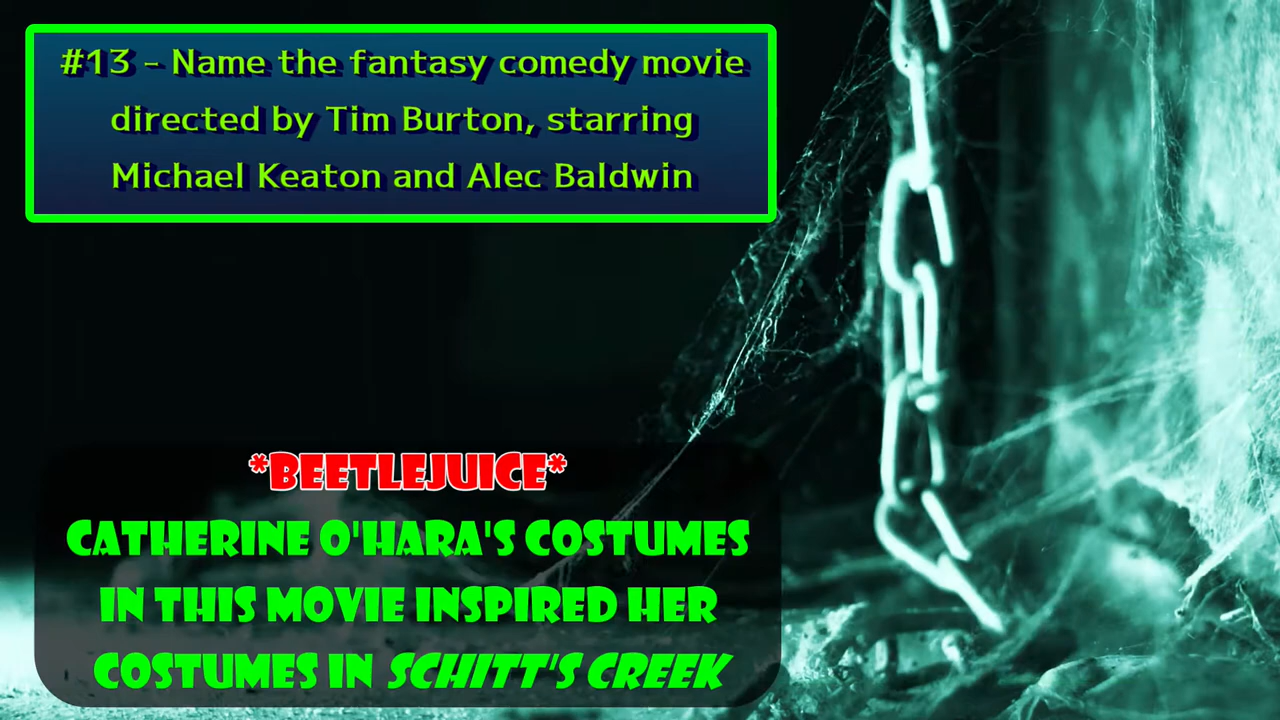 #13 - Name the fantasy comedy movie
directed by Tim Burton, starring
Michael Keaton and Alec Baldwin
*BEETLEJUICE*
CATHERINE O'HARA'S COSTUMES
IN THIS MOVIE INSPIRED HER
COSTUMES IN SCHITT'S CREEK